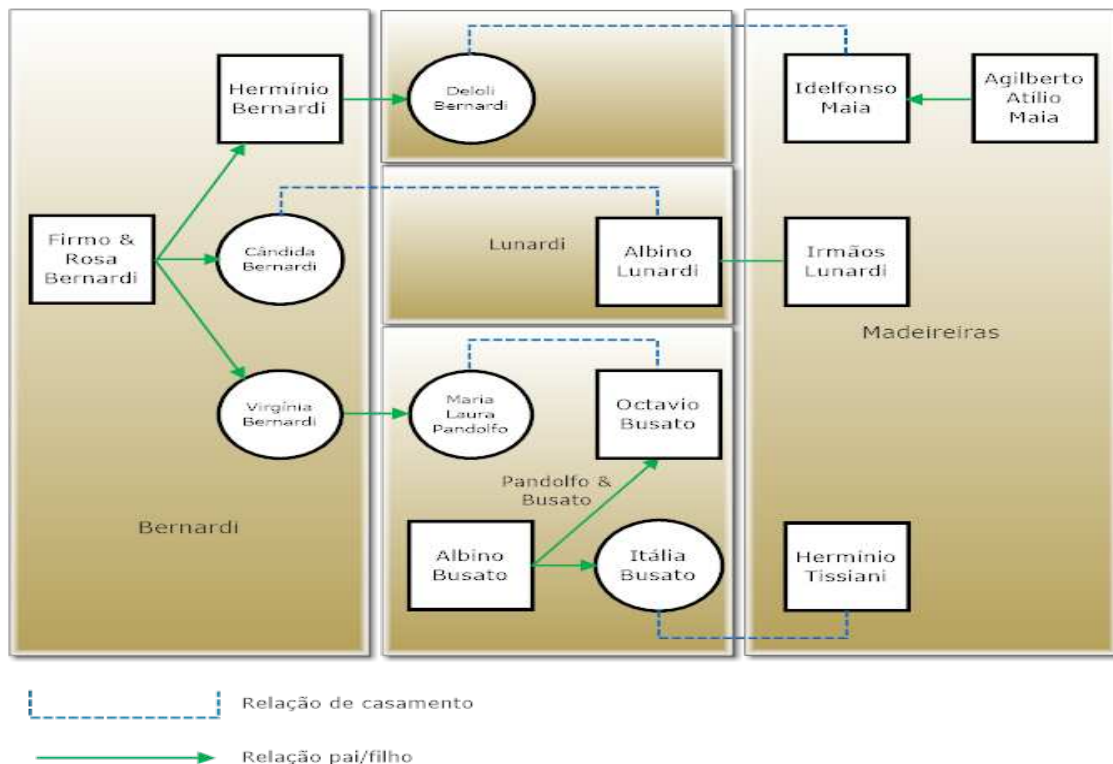 Hermínio
Bernardi
Deloli
Bernardi
Idelfonso
Maia
Agilberto
Atílio
Maia
Firmo &
Rosa
Bernardi
Cândida
Bernardi
Lunardi
Albino
Lunardi
Irmãos
Lunardi
Madeireiras
Virgínia
Bernardi
Maria
Laura
Pandolfo
Octavio
Busato
Pandolfo &
Busato
Bernardi
Albino
Busato
Itália
Busato
Hermínio
Tissiani
Relação de casamento
Relação pai/filho